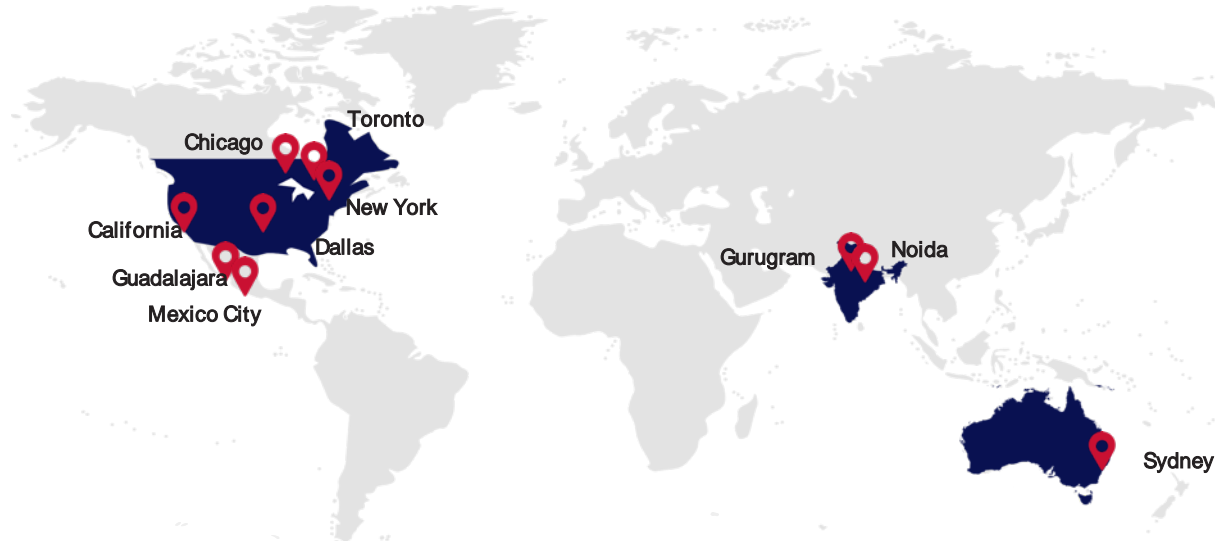 Toronto
Chicago
New York
California
Dallas
Guadalajara
Mexico City
Gurugram
Noida
Sydney